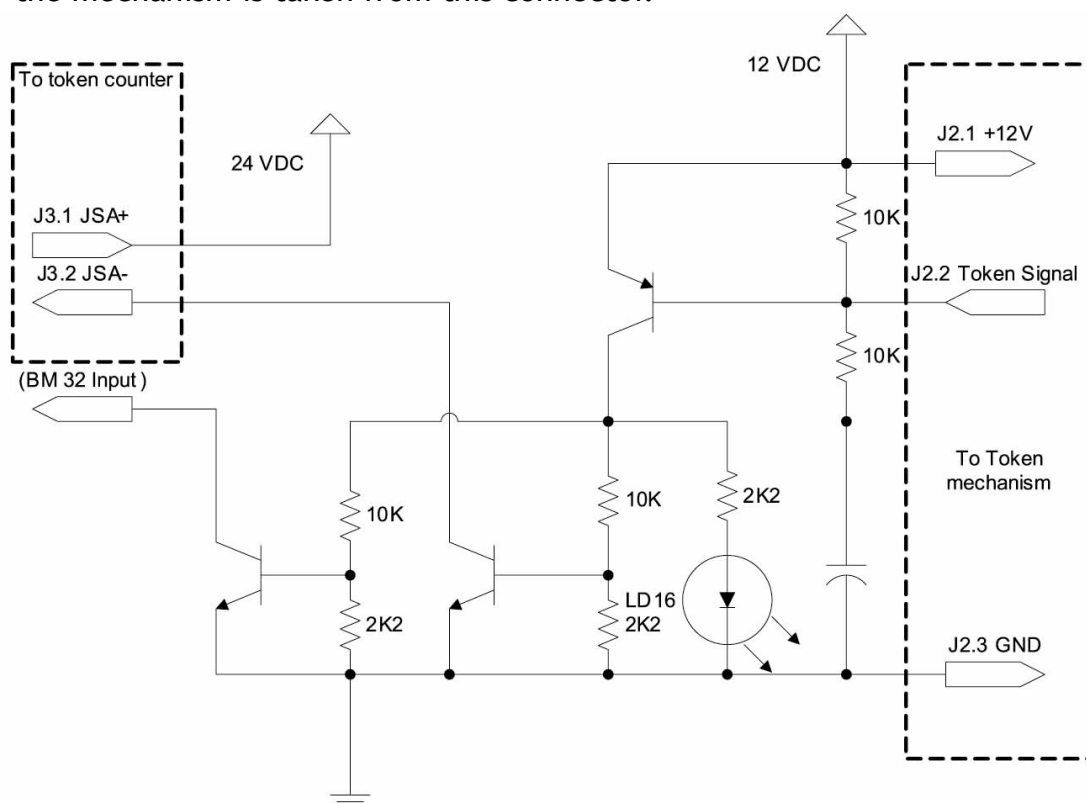 the mechanism is taken from this connector.
To token counter
12 VDC
J2.1 +12V
24 VDC
10K
J3.1 JSA+
J3.2 JSA-
J2.2 Token Signal
10K
(BM 32 Input)
To Token
mechanism
10K
10K
2K2
LD16
2K2
2K2
J2.3 GND